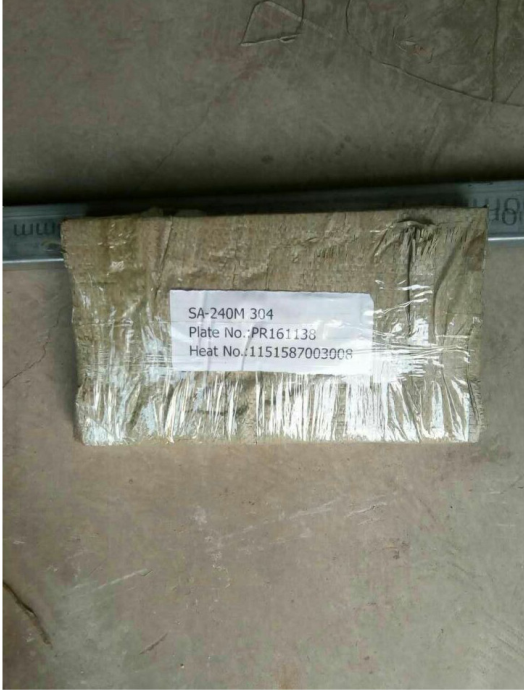 SA-240M 304
Plate No.:PR161138
Heat No.:1151587003008